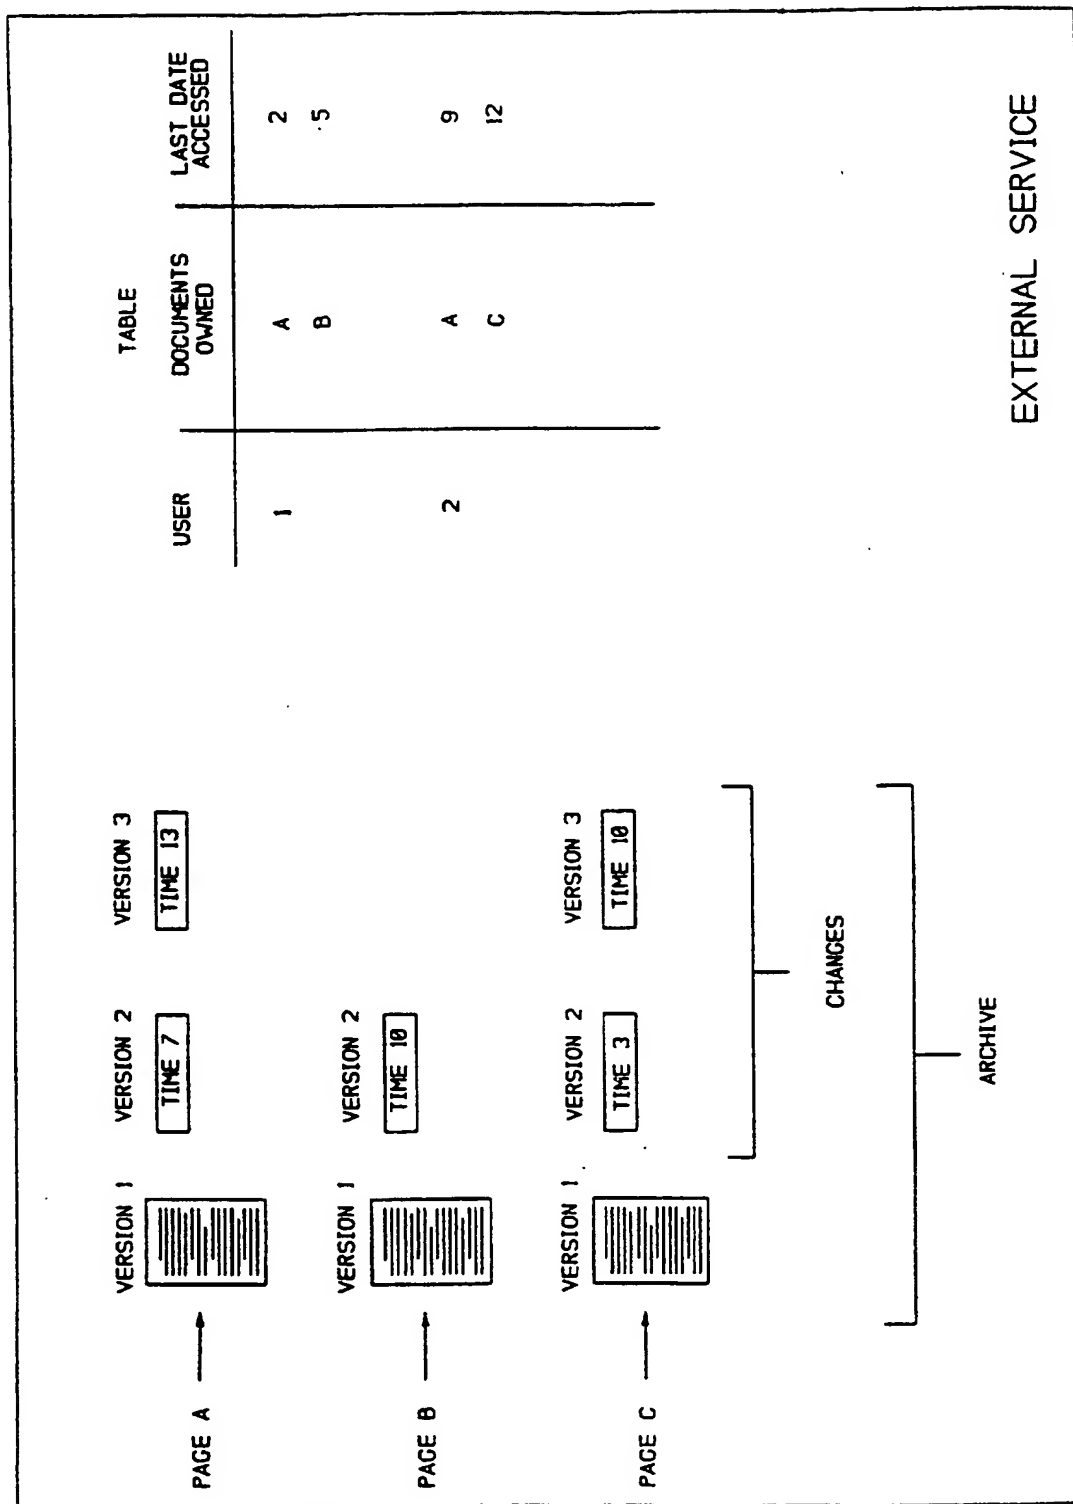 VERSION 1 VERSION 2 VERSION 3
PAGE A
TIME 7
TIME 13
VERSION 1 VERSION 2
PAGE B
TIME 10
VERSION 1 VERSION 2 VERSION 3
PAGE C
TIME 3
TIME 10
CHANGES
ARCHIVE
TABLE
USER
DOCUMENTS
OWNED
LAST DATE
ACCESSED
1 A 2
B 5
2 A 9
C 12
EXTERNAL SERVICE